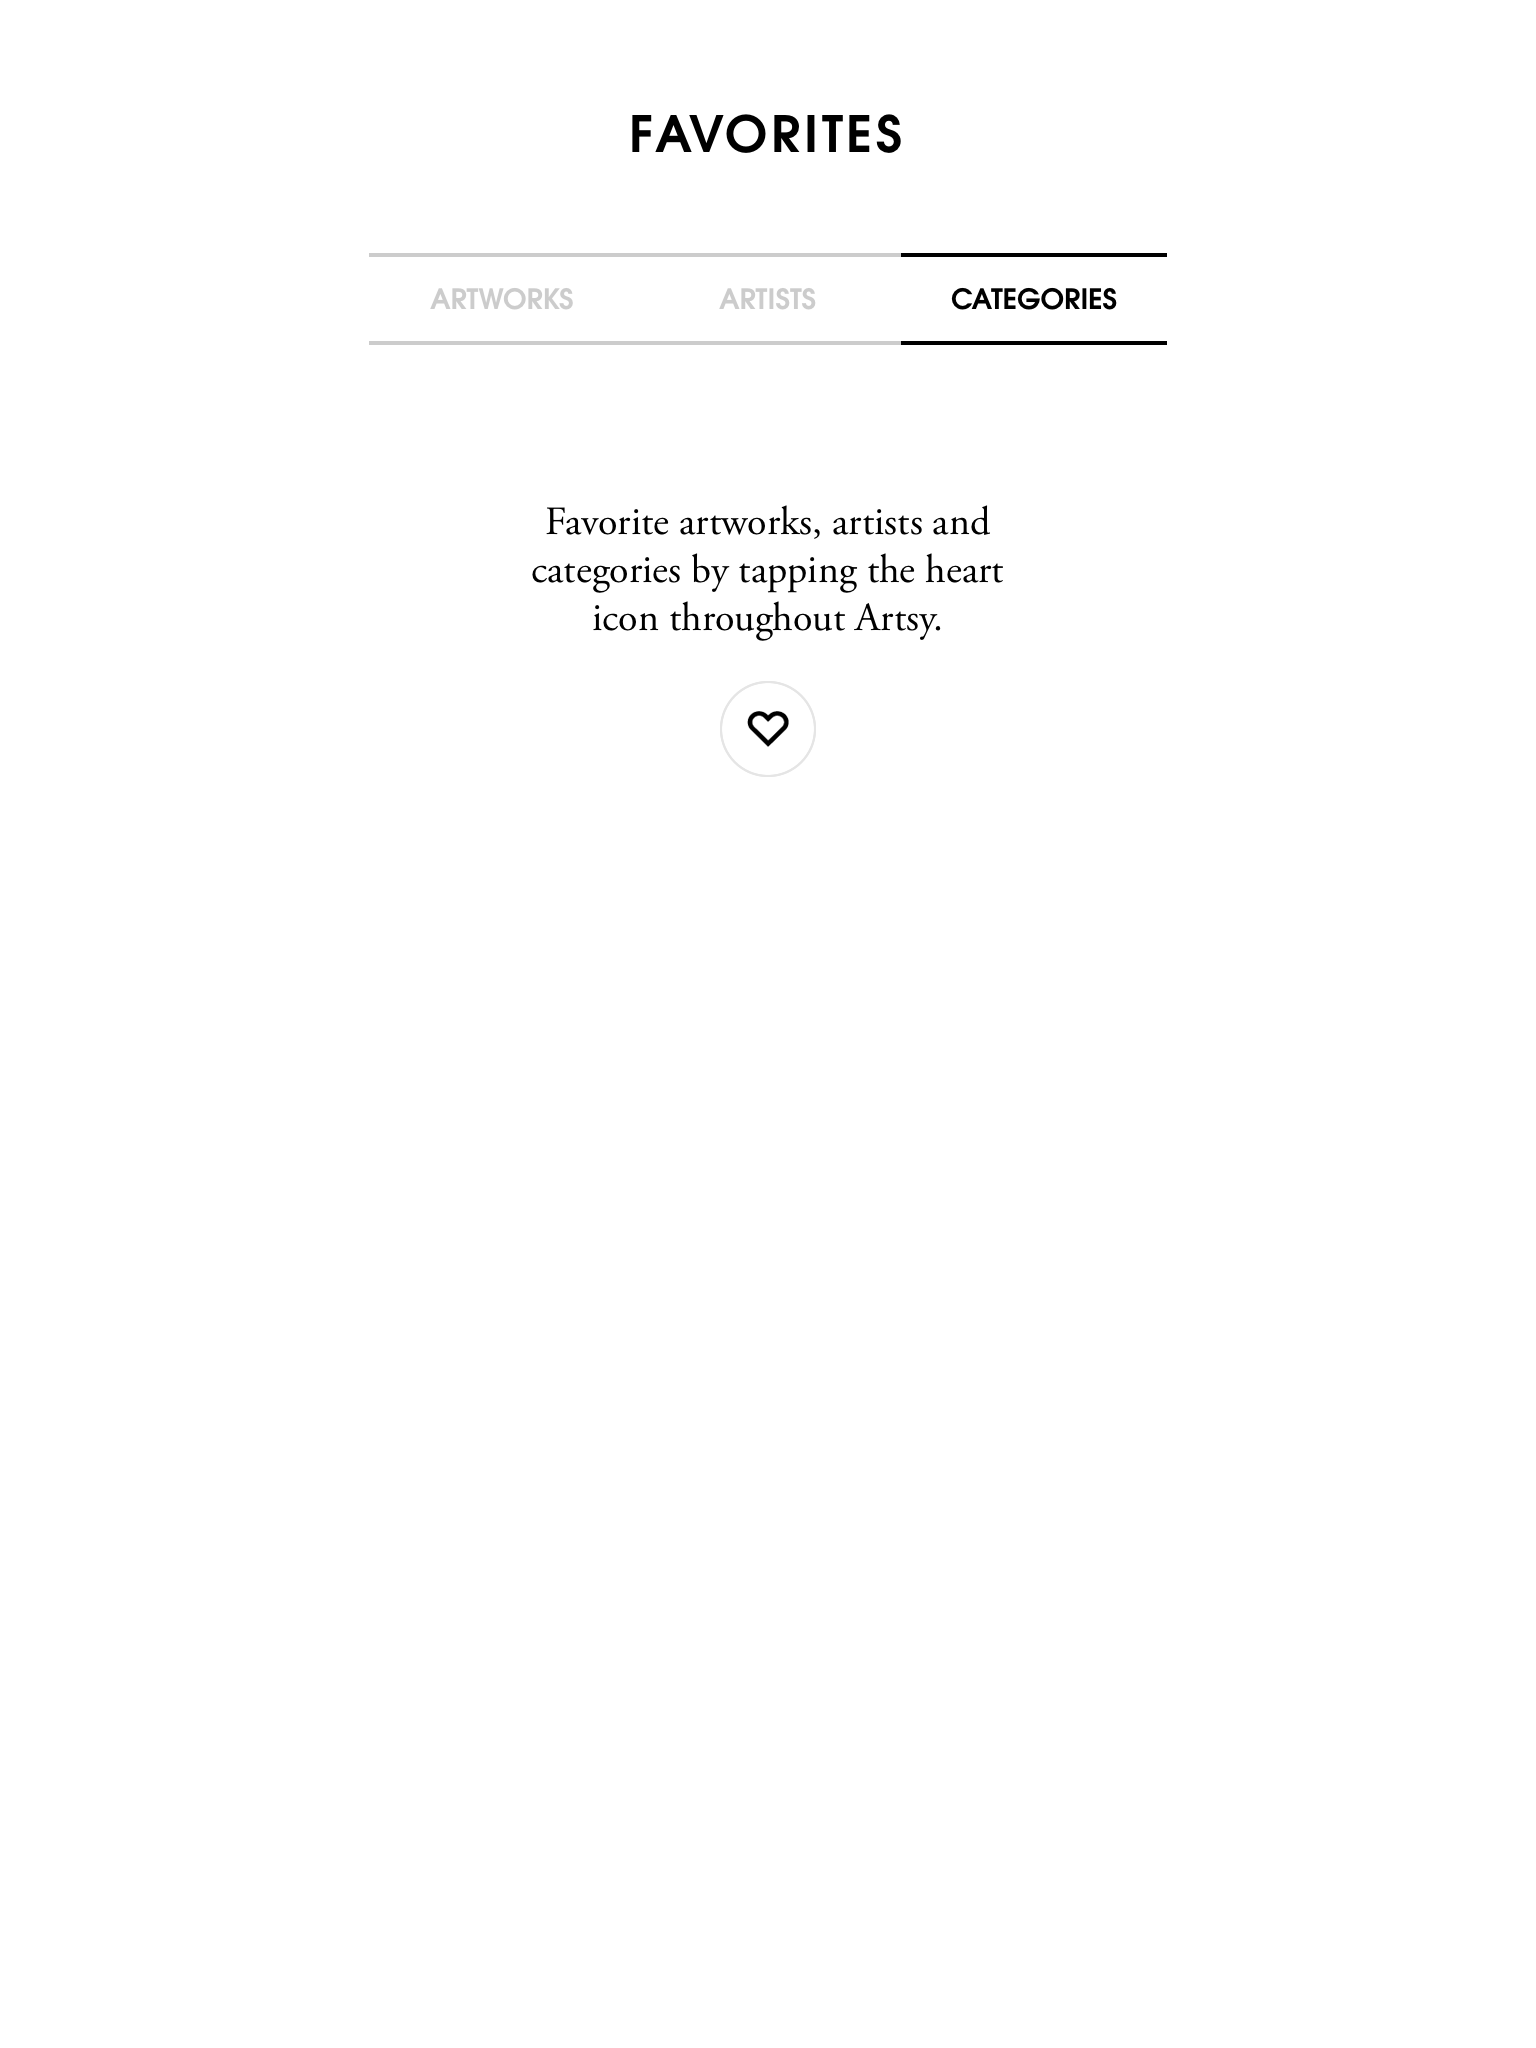 FAVORITES
ARTWORKS
ARTISTS
CATEGORIES
Favorite artworks, artists and
categories by tapping the heart
icon throughout Artsy.